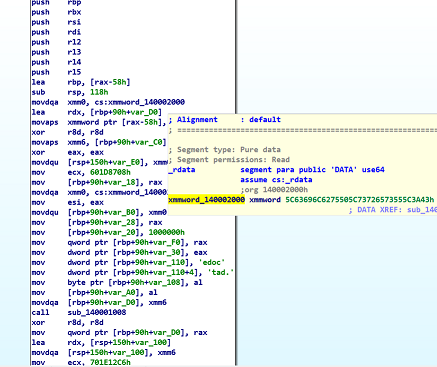 push rbp
push rbx
push rsi
push rdi
push r12
push r13
push r14
push r15
lea rbp, [rax-58h]
sub rsp, 118h
movdqa xmm0, cs:xmmword_140002000
lea rdx, [rbp+90h+var_D0]
movaps xmmword ptr [rax-58h],
xor r8d, r8d
movaps xmm6, [rbp+90h+var_C0]
xor eax, eax
movdqu [rsp+150h+var_E0], xmm
mov ecx, 601D8708h
mov [rbp+90h+var_18], rax
movdqa xmm0, cs:xmmword_1400
mov esi, eax
movdqu [rbp+90h+var_B0], xmm0
mov [rbp+90h+var_28], rax
mov [rbp+90h+var_20], 1000000h
mov qword ptr [rbp+90h+var_F0], rax
mov qword ptr [rbp+90h+var_30], eax
mov dword ptr [rbp+90h+var_110], 'edoc'
mov dword ptr [rbp+90h+var_110+4], 'tad.'
mov byte ptr [rbp+90h+var_108], al
mov [rbp+90h+var_A0], al
movdqa [rbp+90h+var_D0], xmm6
call sub_140001008
xor r8d, r8d
mov qword ptr [rbp+90h+var_D0], rax
lea rdx, [rsp+150h+var_100]
movdqa [rsp+150h+var_100], xmm6
mov ecx, 701E12C6h
; Alignment : default
; ============================================================
; Segment type: Pure data
; Segment permissions: Read
_rdata segment para public 'DATA' use64
assume cs:_rdata
;org 140002000h
xmmword_140002000 xmmword 5C63696C6275505C73726573555C3A43h
; DATA XREF: sub_140